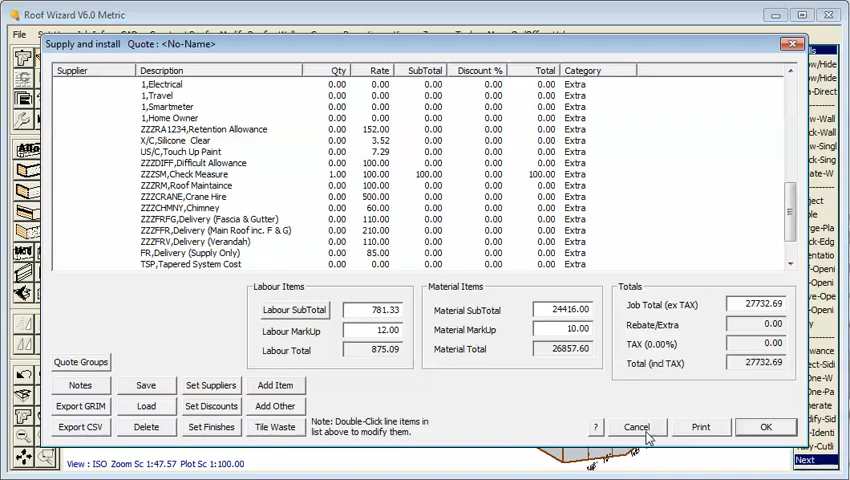 Roof Wizard V6.0 Metric
File
Supply and install Quote : <No-Name>
Supplier Description Qty Rate SubTotal Discount % Total Category
1,Electrical 0.00 0.00 0.00 0.00 0.00 Extra
1,Travel 0.00 0.00 0.00 0.00 0.00 Extra
1,Smartmeter 0.00 0.00 0.00 0.00 0.00 Extra
1,Home Owner 0.00 0.00 0.00 0.00 0.00 Extra
ZZZRA1234,Retention Allowance 0.00 152.00 0.00 0.00 0.00 Extra
X/C,Silicone Clear 0.00 3.52 0.00 0.00 0.00 Extra
US/C,Touch Up Paint 0.00 7.29 0.00 0.00 0.00 Extra
ZZZDIFF,Difficult Allowance 0.00 100.00 0.00 0.00 0.00 Extra
ZZZSM,Check Measure 1.00 100.00 100.00 0.00 100.00 Extra
ZZZRM,Roof Maintaince 0.00 100.00 0.00 0.00 0.00 Extra
ZZZCRANE,Crane Hire 0.00 500.00 0.00 0.00 0.00 Extra
ZZZCHMNY,Chimney 0.00 60.00 0.00 0.00 0.00 Extra
ZZZFRFG,Delivery (Fascia & Gutter) 0.00 110.00 0.00 0.00 0.00 Extra
ZZZFFR,Delivery (Main Roof inc. F & G) 0.00 210.00 0.00 0.00 0.00 Extra
ZZZFRV,Delivery (Verandah) 0.00 110.00 0.00 0.00 0.00 Extra
FR,Delivery (Supply Only) 0.00 85.00 0.00 0.00 0.00 Extra
TSP,Tapered System Cost 0.00 0.00 0.00 0.00 0.00 Extra
Labour Items Material Items Totals
Labour SubTotal 781.33 Material SubTotal 24416.00 Job Total (ex TAX) 27732.69
Labour MarkUp 12.00 Material MarkUp 10.00 Rebate/Extra 0.00
Labour Total 875.09 Material Total 26857.60 TAX (0.00%) 0.00
Total (incl TAX) 27732.69
Quote Groups
Notes Save Set Suppliers Add Item
Export GRIM Load Set Discounts Add Other
Export CSV Delete Set Finishes Tile Waste
Note: Double-Click line items in
list above to modify them.
? Cancel Print OK
View : ISO Zoom Sc 1:47.57 Plot Sc 1:100.00
Next